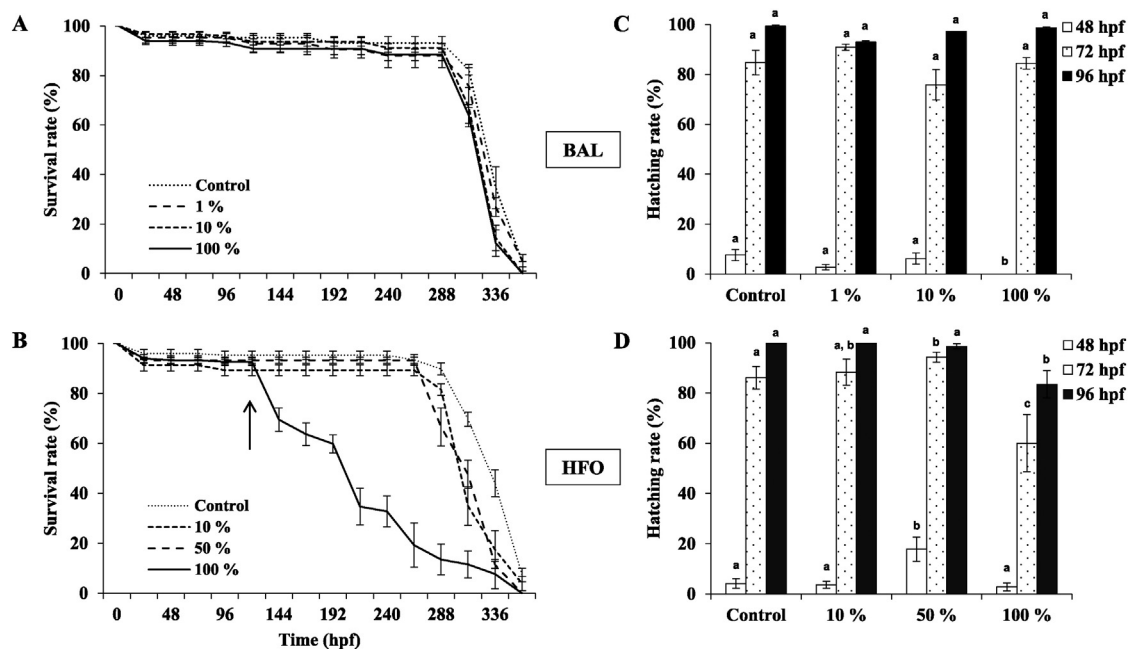 A
100
80
60
40
20
0
Survival rate (%)
Control
1 %
10 %
100 %
0 48 96 144 192 240 288 336
BAL
C
100
80
60
40
20
0
Hatching rate (%)
a a a
a a a
a a a
b a a
Control 1 % 10 % 100 %
48 hpf
72 hpf
96 hpf
B
100
80
60
40
20
0
Survival rate (%)
Control
10 %
50 %
100 %
0 48 96 144 192 240 288 336
Time (hpf)
HFO
D
100
80
60
40
20
0
Hatching rate (%)
a a a
a a, b a
b b a
a c b
Control 10 % 50 % 100 %
48 hpf
72 hpf
96 hpf